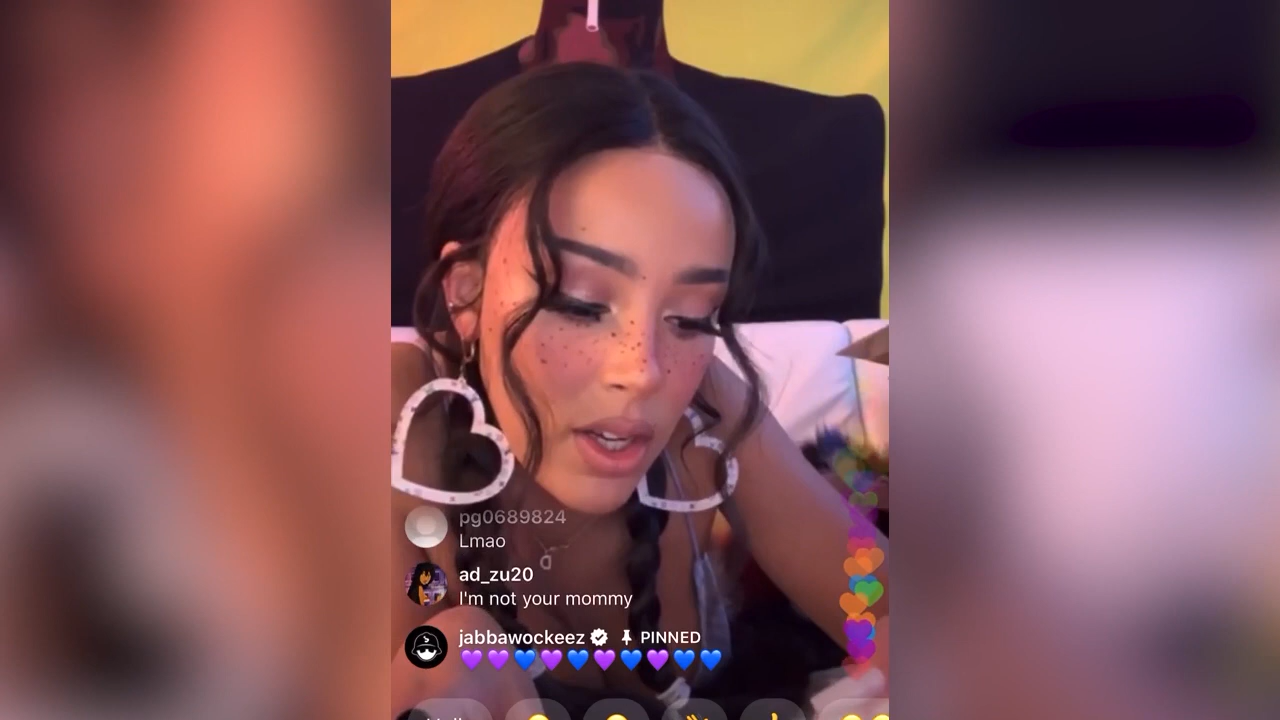 pg0689824
Lmao
ad_zu20
I'm not your mommy
jabbawockeez PINNED
💜💜💙💜💙💜💙💜💙💙